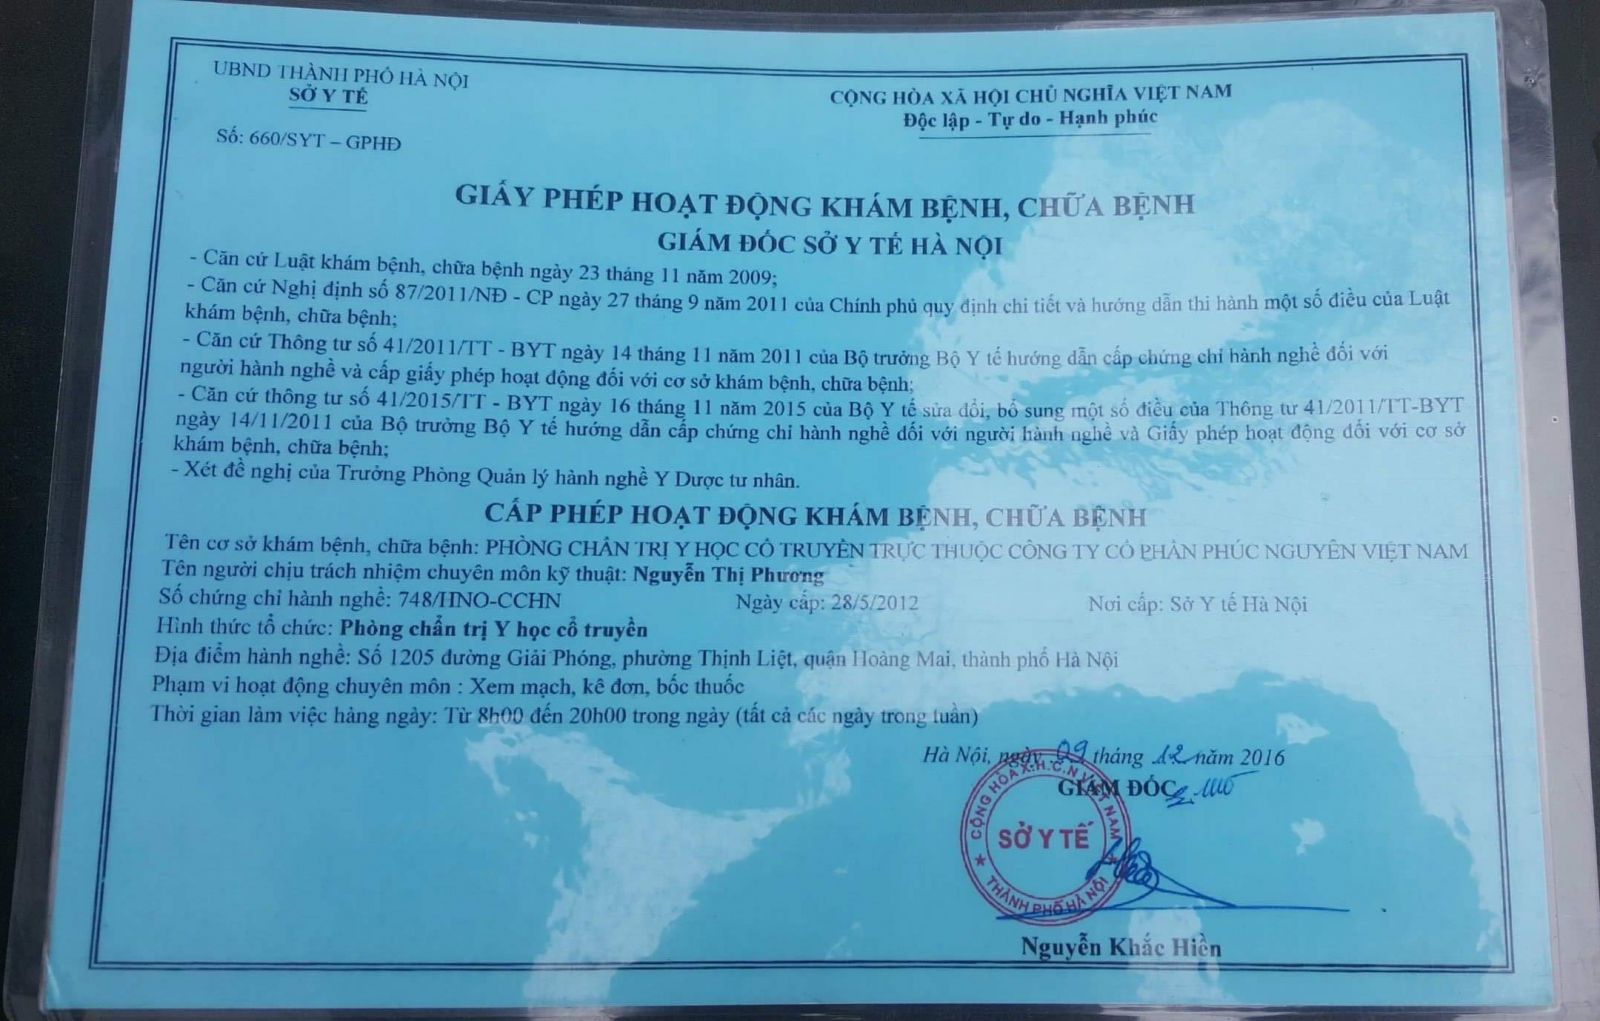 UBND THÀNH PHỐ HÀ NỘI
SỞ Y TẾ
Số: 660/SYT – GPHĐ
CỘNG HÒA XÃ HỘI CHỦ NGHĨA VIỆT NAM
Độc lập - Tự do - Hạnh phúc
GIẤY PHÉP HOẠT ĐỘNG KHÁM BỆNH, CHỮA BỆNH
GIÁM ĐỐC SỞ Y TẾ HÀ NỘI
- Căn cứ Luật khám bệnh, chữa bệnh ngày 23 tháng 11 năm 2009;
- Căn cứ Nghị định số 87/2011/NĐ - CP ngày 27 tháng 9 năm 2011 của Chính phủ quy định chi tiết và hướng dẫn thi hành một số điều của Luật
khám bệnh, chữa bệnh;
- Căn cứ Thông tư số 41/2011/TT - BYT ngày 14 tháng 11 năm 2011 của Bộ trưởng Bộ Y tế hướng dẫn cấp chứng chỉ hành nghề đối với
người hành nghề và cấp giấy phép hoạt động đối với cơ sở khám bệnh, chữa bệnh;
- Căn cứ thông tư số 41/2015/TT - BYT ngày 16 tháng 11 năm 2015 của Bộ Y tế sửa đổi, bổ sung một số điều của Thông tư 41/2011/TT-BYT
ngày 14/11/2011 của Bộ trưởng Bộ Y tế hướng dẫn cấp chứng chỉ hành nghề đối với người hành nghề và Giấy phép hoạt động đối với cơ sở
khám bệnh, chữa bệnh;
- Xét đề nghị của Trưởng Phòng Quản lý hành nghề Y Dược tư nhân.
CẤP PHÉP HOẠT ĐỘNG KHÁM BỆNH, CHỮA BỆNH
Tên cơ sở khám bệnh, chữa bệnh: PHÒNG CHẨN TRỊ Y HỌC CỔ TRUYỀN TRỰC THUỘC CÔNG TY CỔ PHẦN PHÚC NGUYÊN VIỆT NAM
Tên người chịu trách nhiệm chuyên môn kỹ thuật: Nguyễn Thị Phương
Số chứng chỉ hành nghề: 748/HNO-CCHN Ngày cấp: 28/5/2012 Nơi cấp: Sở Y tế Hà Nội
Hình thức tổ chức: Phòng chẩn trị Y học cổ truyền
Địa điểm hành nghề: Số 1205 đường Giải Phóng, phường Thịnh Liệt, quận Hoàng Mai, thành phố Hà Nội
Phạm vi hoạt động chuyên môn : Xem mạch, kê đơn, bốc thuốc
Thời gian làm việc hàng ngày: Từ 8h00 đến 20h00 trong ngày (tất cả các ngày trong tuần)
Hà Nội, ngày 09 tháng 12 năm 2016
GIÁM ĐỐC
CỘNG HÒA X.H.C.N VIỆT NAM
SỞ Y TẾ
THÀNH PHỐ HÀ NỘI
Nguyễn Khắc Hiền